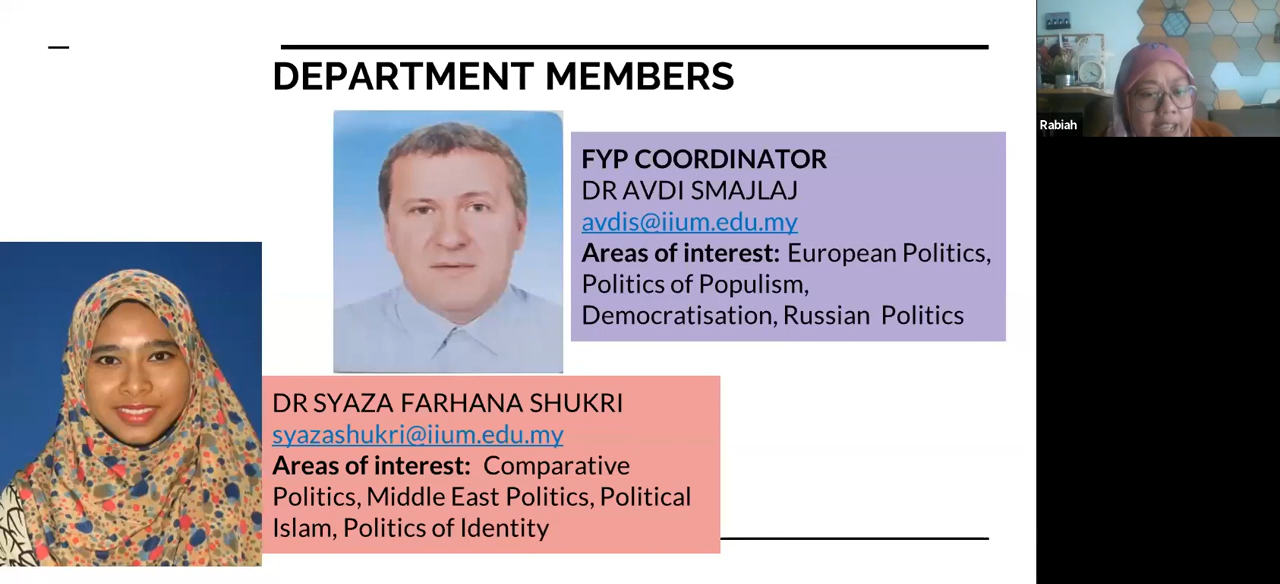 DEPARTMENT MEMBERS
FYP COORDINATOR
DR AVDI SMAJLAJ
avdis@iium.edu.my
Areas of interest: European Politics,
Politics of Populism,
Democratisation, Russian Politics
DR SYAZA FARHANA SHUKRI
syazashukri@iium.edu.my
Areas of interest: Comparative
Politics, Middle East Politics, Political
Islam, Politics of Identity
Rabiah